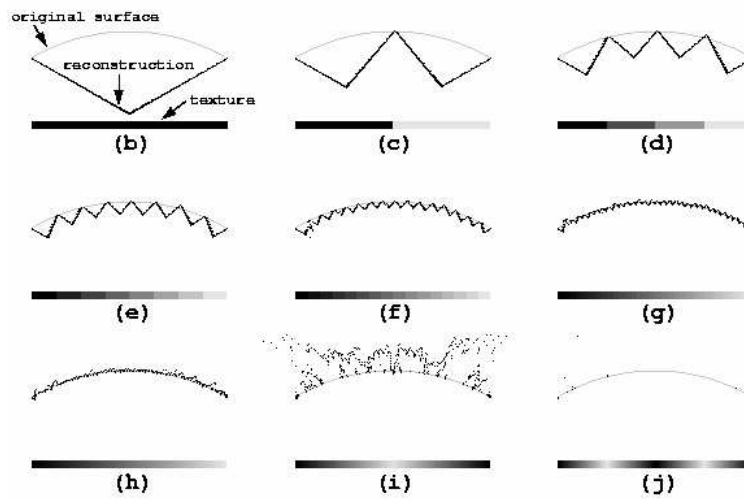 original surface
reconstruction
texture
(b)
(c)
(d)
(e)
(f)
(g)
(h)
(i)
(j)